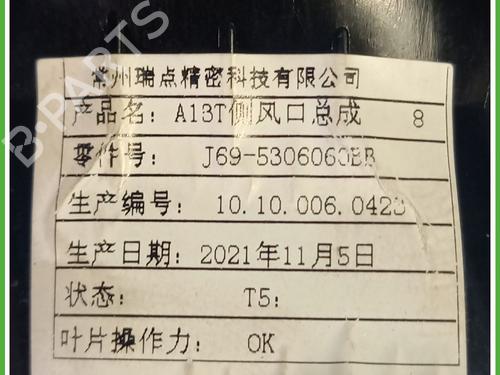 常州瑞点精密科技有限公司
产品名: A13T侧风口总成 8
零件号: J69-5306060BB
生产编号: 10.10.006.0423
生产日期: 2021年11月5日
状态: T5:
叶片操作力: OK
B-PARTS